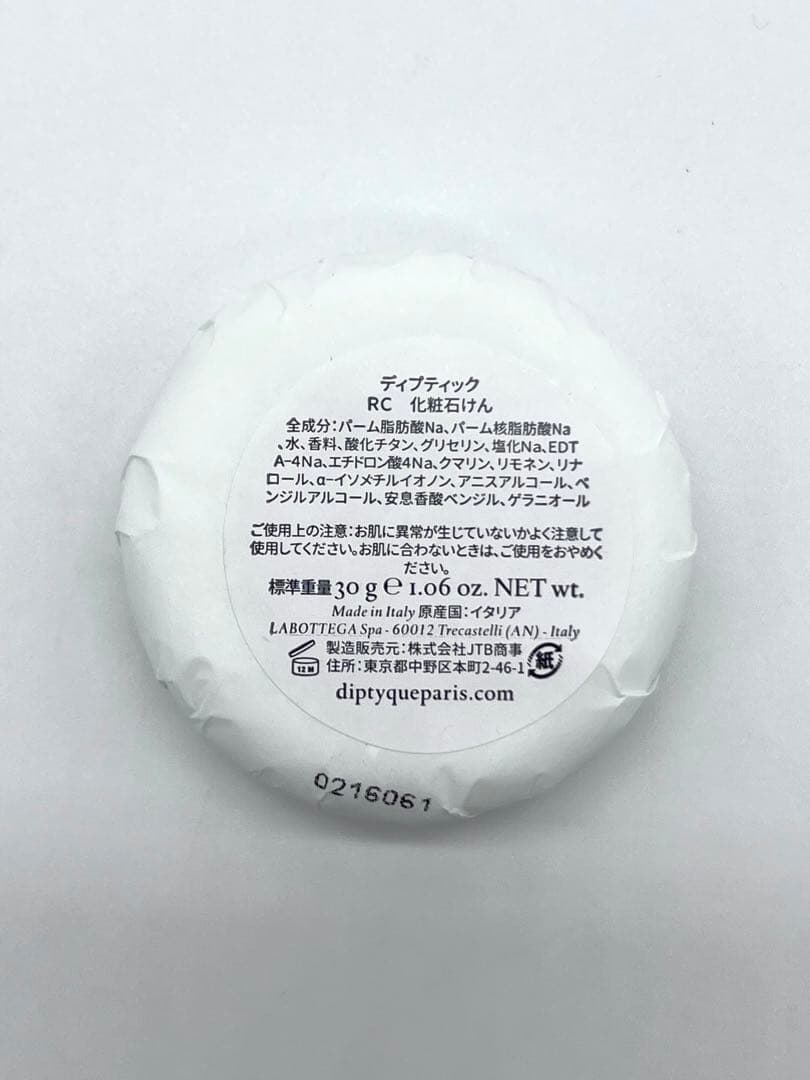 ディプティック
RC 化粧石けん
全成分：パーム脂肪酸Na、パーム核脂肪酸Na
、水、香料、酸化チタン、グリセリン、塩化Na、EDT
A-4Na、エチドロン酸4Na、クマリン、リモネン、リナ
ロール、α-イソメチルイオノン、アニスアルコール、ベ
ンジルアルコール、安息香酸ベンジル、ゲラニオール
ご使用上の注意：お肌に異常が生じていないかよく注意して
使用してください。お肌に合わないときは、ご使用をおやめく
ださい。
標準重量 30 g ℮ 1.06 oz. NET wt.
Made in Italy 原産国：イタリア
LABOTTEGA Spa - 60012 Trecastelli (AN) - Italy
12 M
製造販売元：株式会社JTB商事
住所：東京都中野区本町2-46-1
紙
diptyqueparis.com
0216061